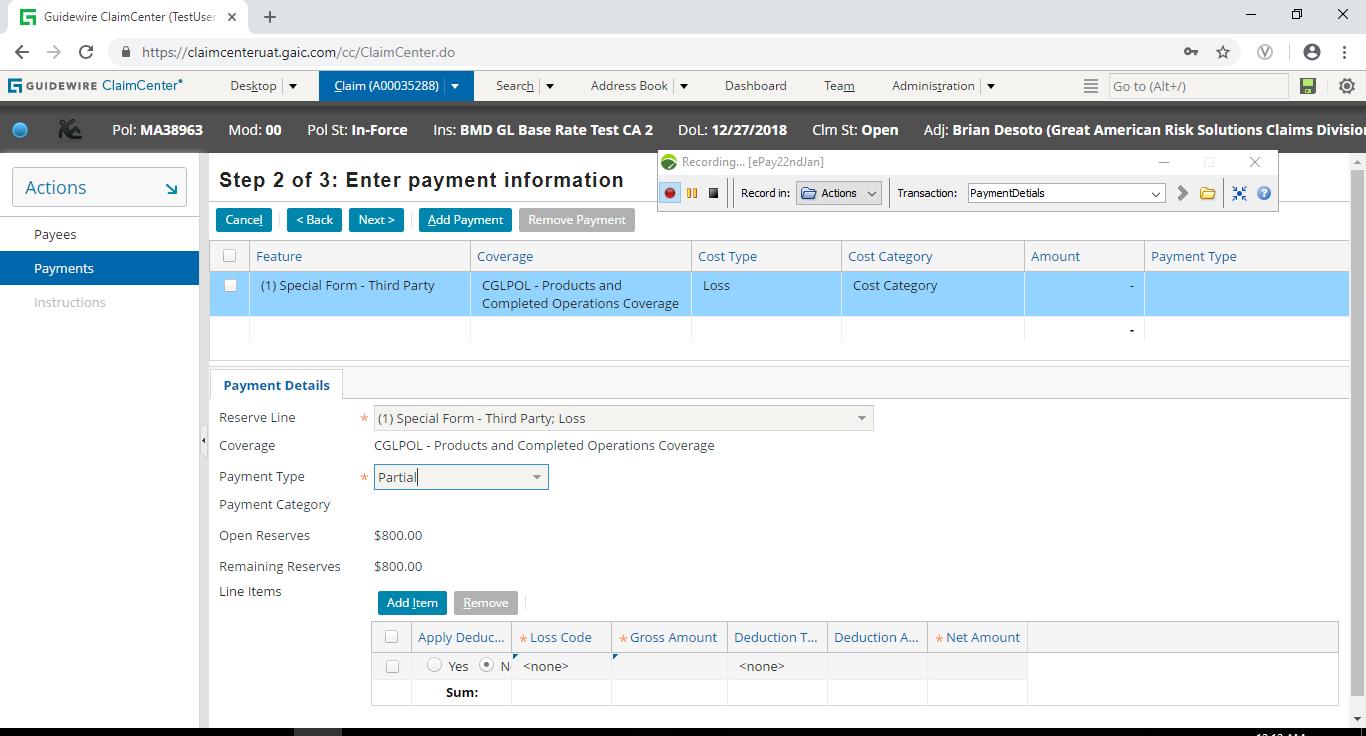 Guidewire ClaimCenter (TestUser
https://claimcenteruat.gaic.com/cc/ClaimCenter.do
GUIDEWIRE ClaimCenter® Desktop Claim (A00035288) Search Address Book Dashboard Team Administration Go to (Alt+/)
Pol: MA38963 Mod: 00 Pol St: In-Force Ins: BMD GL Base Rate Test CA 2 DoL: 12/27/2018 Clm St: Open Adj: Brian Desoto (Great American Risk Solutions Claims Divisio
Recording... [ePay22ndJan]
Record in: Actions Transaction: PaymentDetials
Actions
Payees
Payments
Instructions
Step 2 of 3: Enter payment information
Cancel < Back Next > Add Payment Remove Payment
Feature Coverage Cost Type Cost Category Amount Payment Type
(1) Special Form - Third Party CGLPOL - Products and Loss Cost Category -
Completed Operations Coverage
-
Payment Details
Reserve Line * (1) Special Form - Third Party; Loss
Coverage CGLPOL - Products and Completed Operations Coverage
Payment Type * Partial
Payment Category
Open Reserves $800.00
Remaining Reserves $800.00
Line Items
Add Item Remove
Apply Deduc... * Loss Code * Gross Amount Deduction T... Deduction A... * Net Amount
Yes N <none> <none>
Sum: